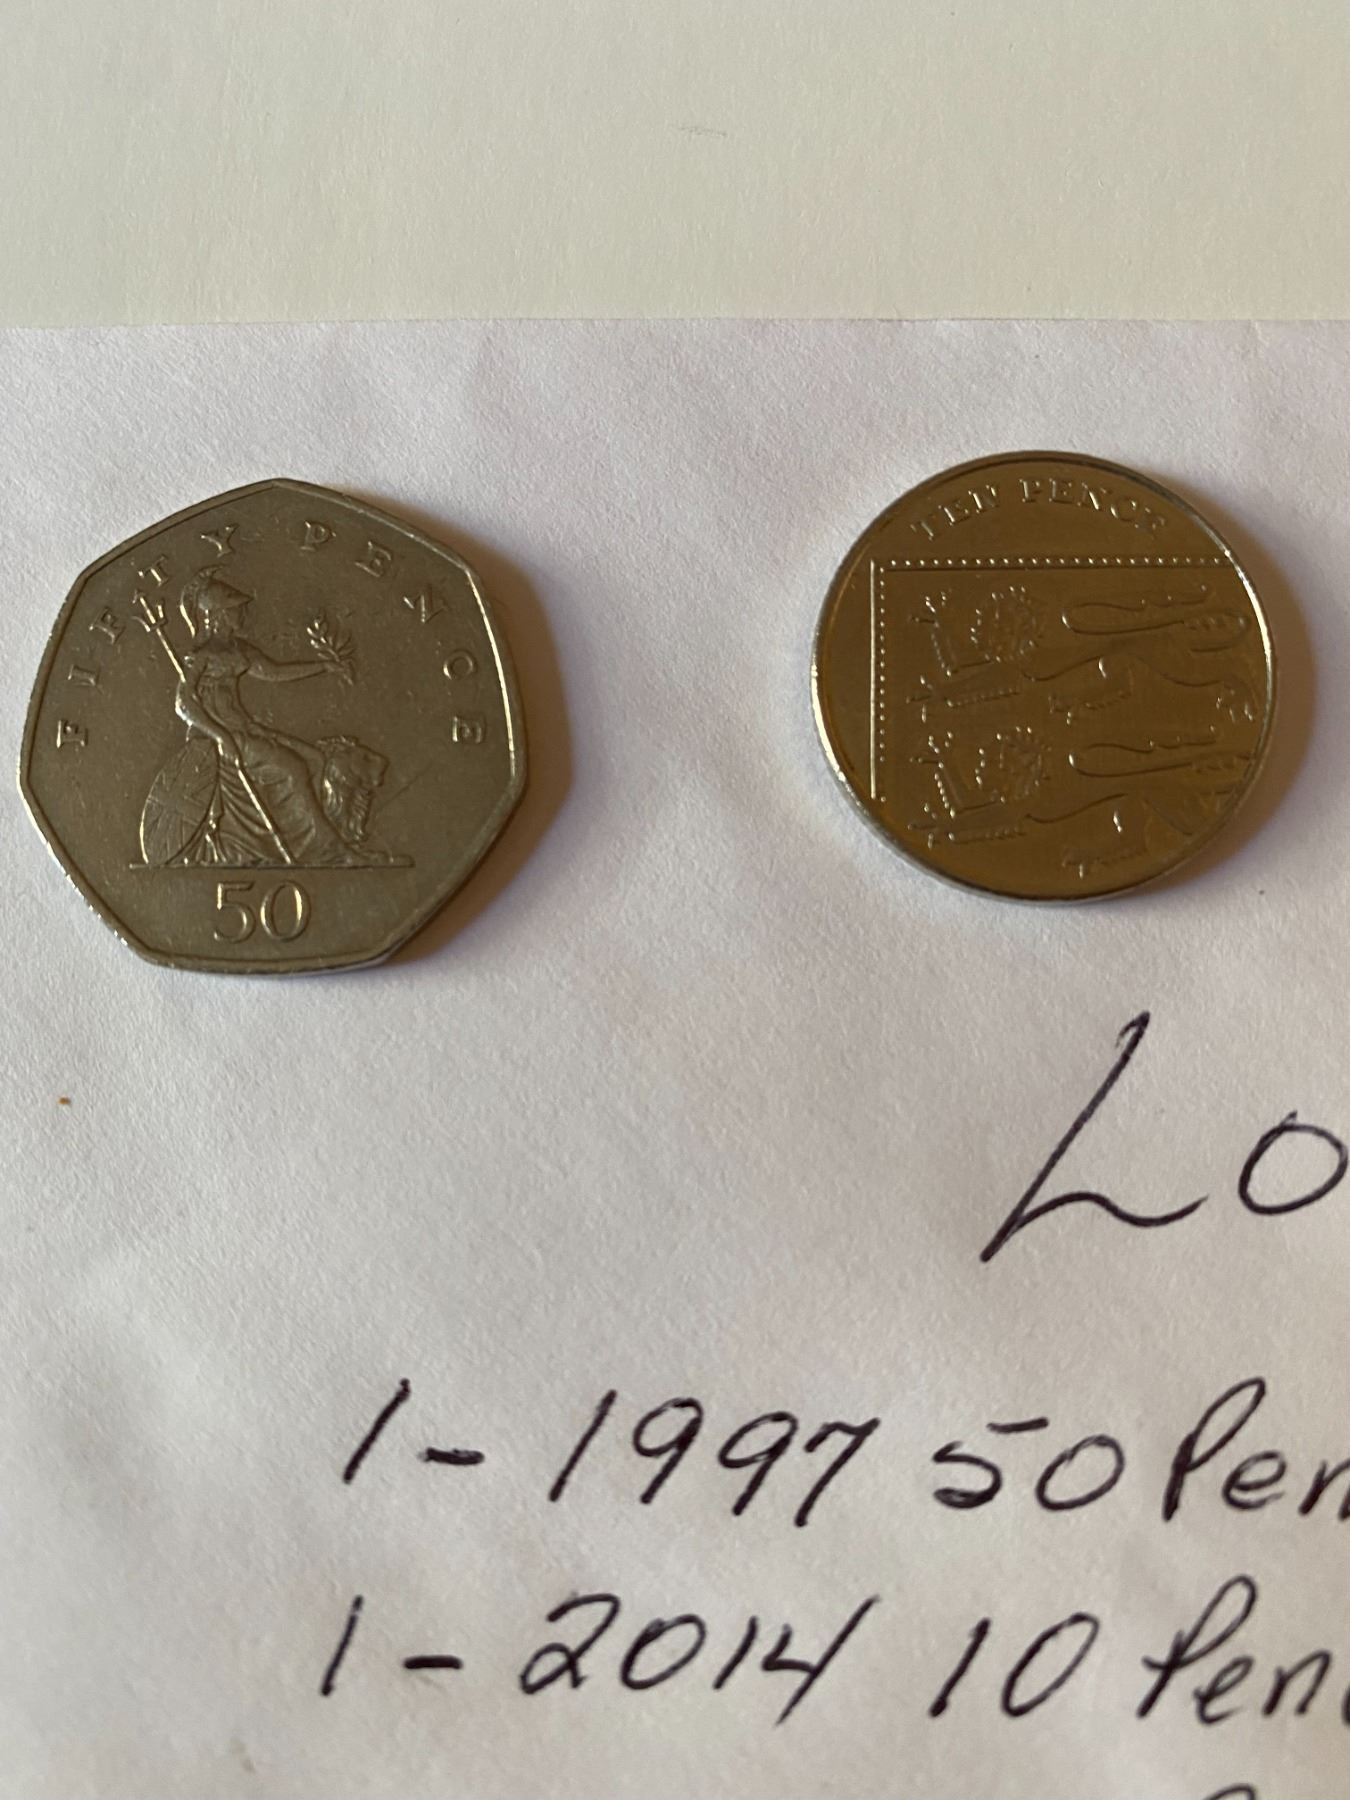 FIFTY PENCE
50
TEN PENCE
LO
1 - 1997 50 Pen
1 - 2014 10 Pen